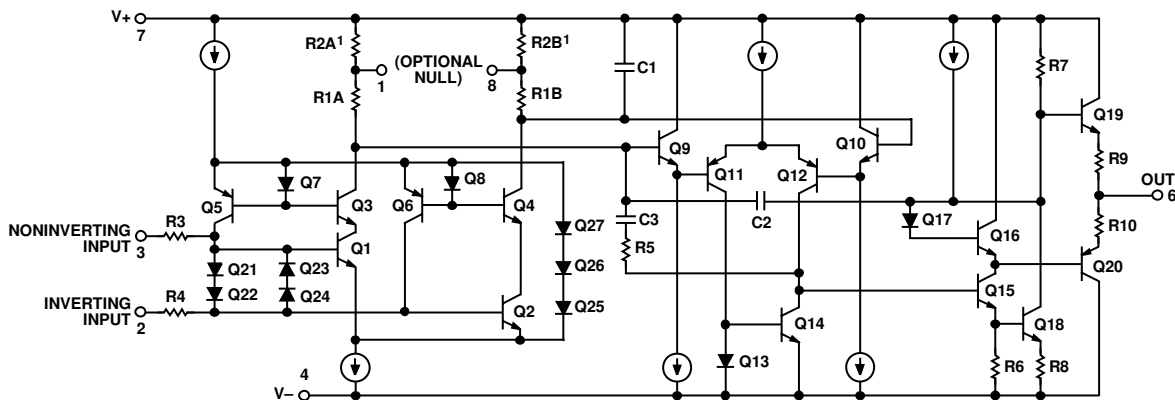 V+
7
R2A¹
(OPTIONAL
NULL)
1
8
R2B¹
R1A
R1B
C1
R7
Q19
Q9
Q10
Q11
Q12
R9
OUT
6
Q7
Q8
Q5
Q3
Q6
Q4
R3
NONINVERTING
INPUT
3
Q1
Q27
C3
C2
Q17
Q16
R10
R5
Q21
Q23
Q26
Q20
Q22
Q24
Q25
INVERTING
INPUT
2
R4
Q2
Q14
Q15
Q18
Q13
R6
R8
4
V–